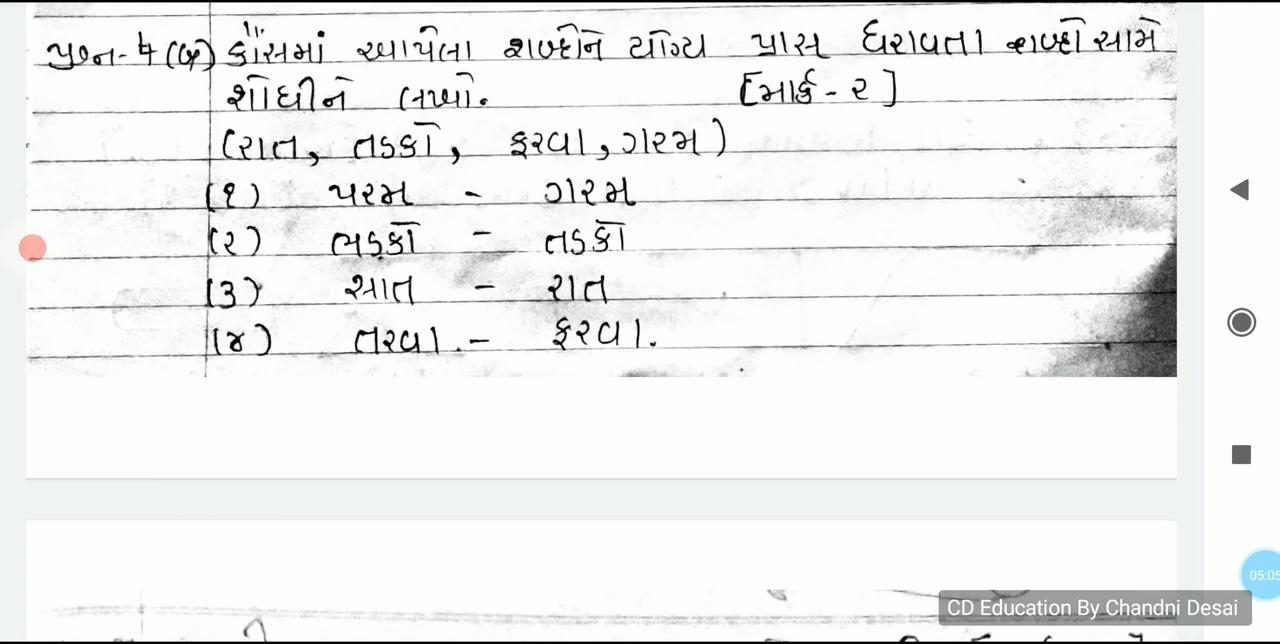 પ્રશ્ન-4 (બ) કૌંસમાં આપેલા શબ્દોને યોગ્ય પ્રાસ ધરાવતા શબ્દો સામે
શોધીને લખો. [માર્ક - ૨]
(રાત, તડકો, ફરવા, ગરમ)
(૧) પરમ - ગરમ
(૨) ભડકો - તડકો
(૩) સાત - રાત
(૪) તરવા - ફરવા.
05:05
CD Education By Chandni Desai